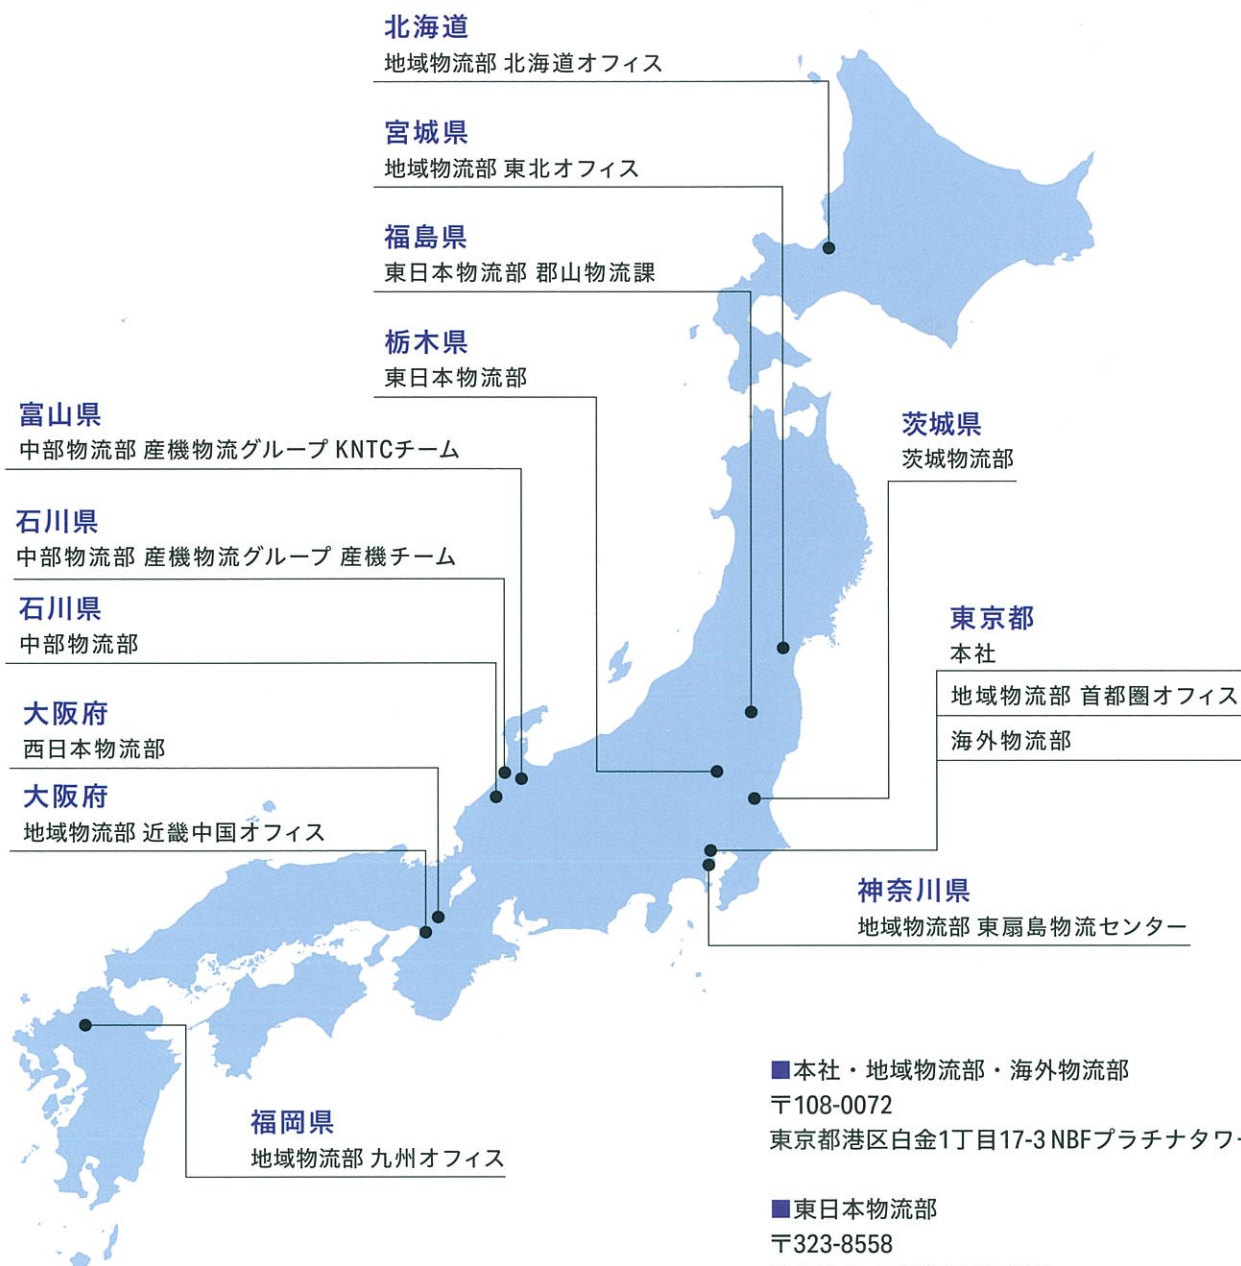 北海道
地域物流部 北海道オフィス
宮城県
地域物流部 東北オフィス
福島県
東日本物流部 郡山物流課
栃木県
東日本物流部
富山県
中部物流部 産機物流グループ KNTCチーム
石川県
中部物流部 産機物流グループ 産機チーム
石川県
中部物流部
大阪府
西日本物流部
大阪府
地域物流部 近畿中国オフィス
茨城県
茨城物流部
東京都
本社
地域物流部 首都圏オフィス
海外物流部
神奈川県
地域物流部 東扇島物流センター
福岡県
地域物流部 九州オフィス
■本社・地域物流部・海外物流部
〒108-0072
東京都港区白金1丁目17-3 NBFプラチナタワー
■東日本物流部
〒323-8558